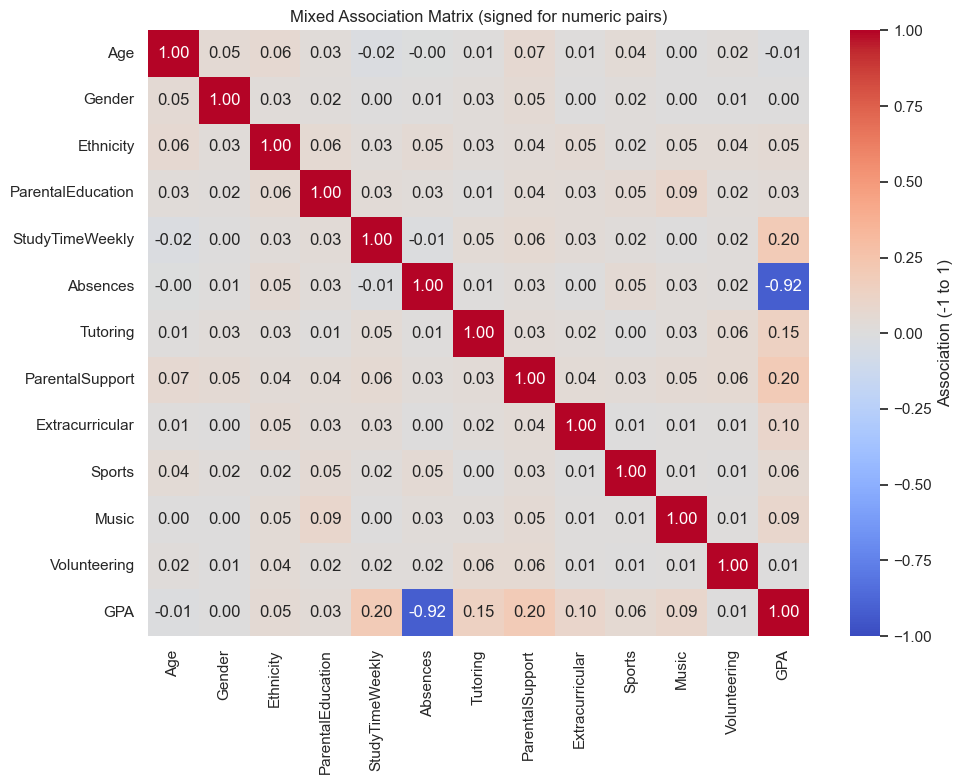 Mixed Association Matrix (signed for numeric pairs)
Age 1.00 0.05 0.06 0.03 -0.02 -0.00 0.01 0.07 0.01 0.04 0.00 0.02 -0.01
Gender 0.05 1.00 0.03 0.02 0.00 0.01 0.03 0.05 0.00 0.02 0.00 0.01 0.00
Ethnicity 0.06 0.03 1.00 0.06 0.03 0.05 0.03 0.04 0.05 0.02 0.05 0.04 0.05
ParentalEducation 0.03 0.02 0.06 1.00 0.03 0.03 0.01 0.04 0.03 0.05 0.09 0.02 0.03
StudyTimeWeekly -0.02 0.00 0.03 0.03 1.00 -0.01 0.05 0.06 0.03 0.02 0.00 0.02 0.20
Absences -0.00 0.01 0.05 0.03 -0.01 1.00 0.01 0.03 0.00 0.05 0.03 0.02 -0.92
Tutoring 0.01 0.03 0.03 0.01 0.05 0.01 1.00 0.03 0.02 0.00 0.03 0.06 0.15
ParentalSupport 0.07 0.05 0.04 0.04 0.06 0.03 0.03 1.00 0.04 0.03 0.05 0.06 0.20
Extracurricular 0.01 0.00 0.05 0.03 0.03 0.00 0.02 0.04 1.00 0.01 0.01 0.01 0.10
Sports 0.04 0.02 0.02 0.05 0.02 0.05 0.00 0.03 0.01 1.00 0.01 0.01 0.06
Music 0.00 0.00 0.05 0.09 0.00 0.03 0.03 0.05 0.01 0.01 1.00 0.01 0.09
Volunteering 0.02 0.01 0.04 0.02 0.02 0.02 0.06 0.06 0.01 0.01 0.01 1.00 0.01
GPA -0.01 0.00 0.05 0.03 0.20 -0.92 0.15 0.20 0.10 0.06 0.09 0.01 1.00
Age Gender Ethnicity ParentalEducation StudyTimeWeekly Absences Tutoring ParentalSupport Extracurricular Sports Music Volunteering GPA
1.00
0.75
0.50
0.25
0.00
−0.25
−0.50
−0.75
−1.00
Association (-1 to 1)